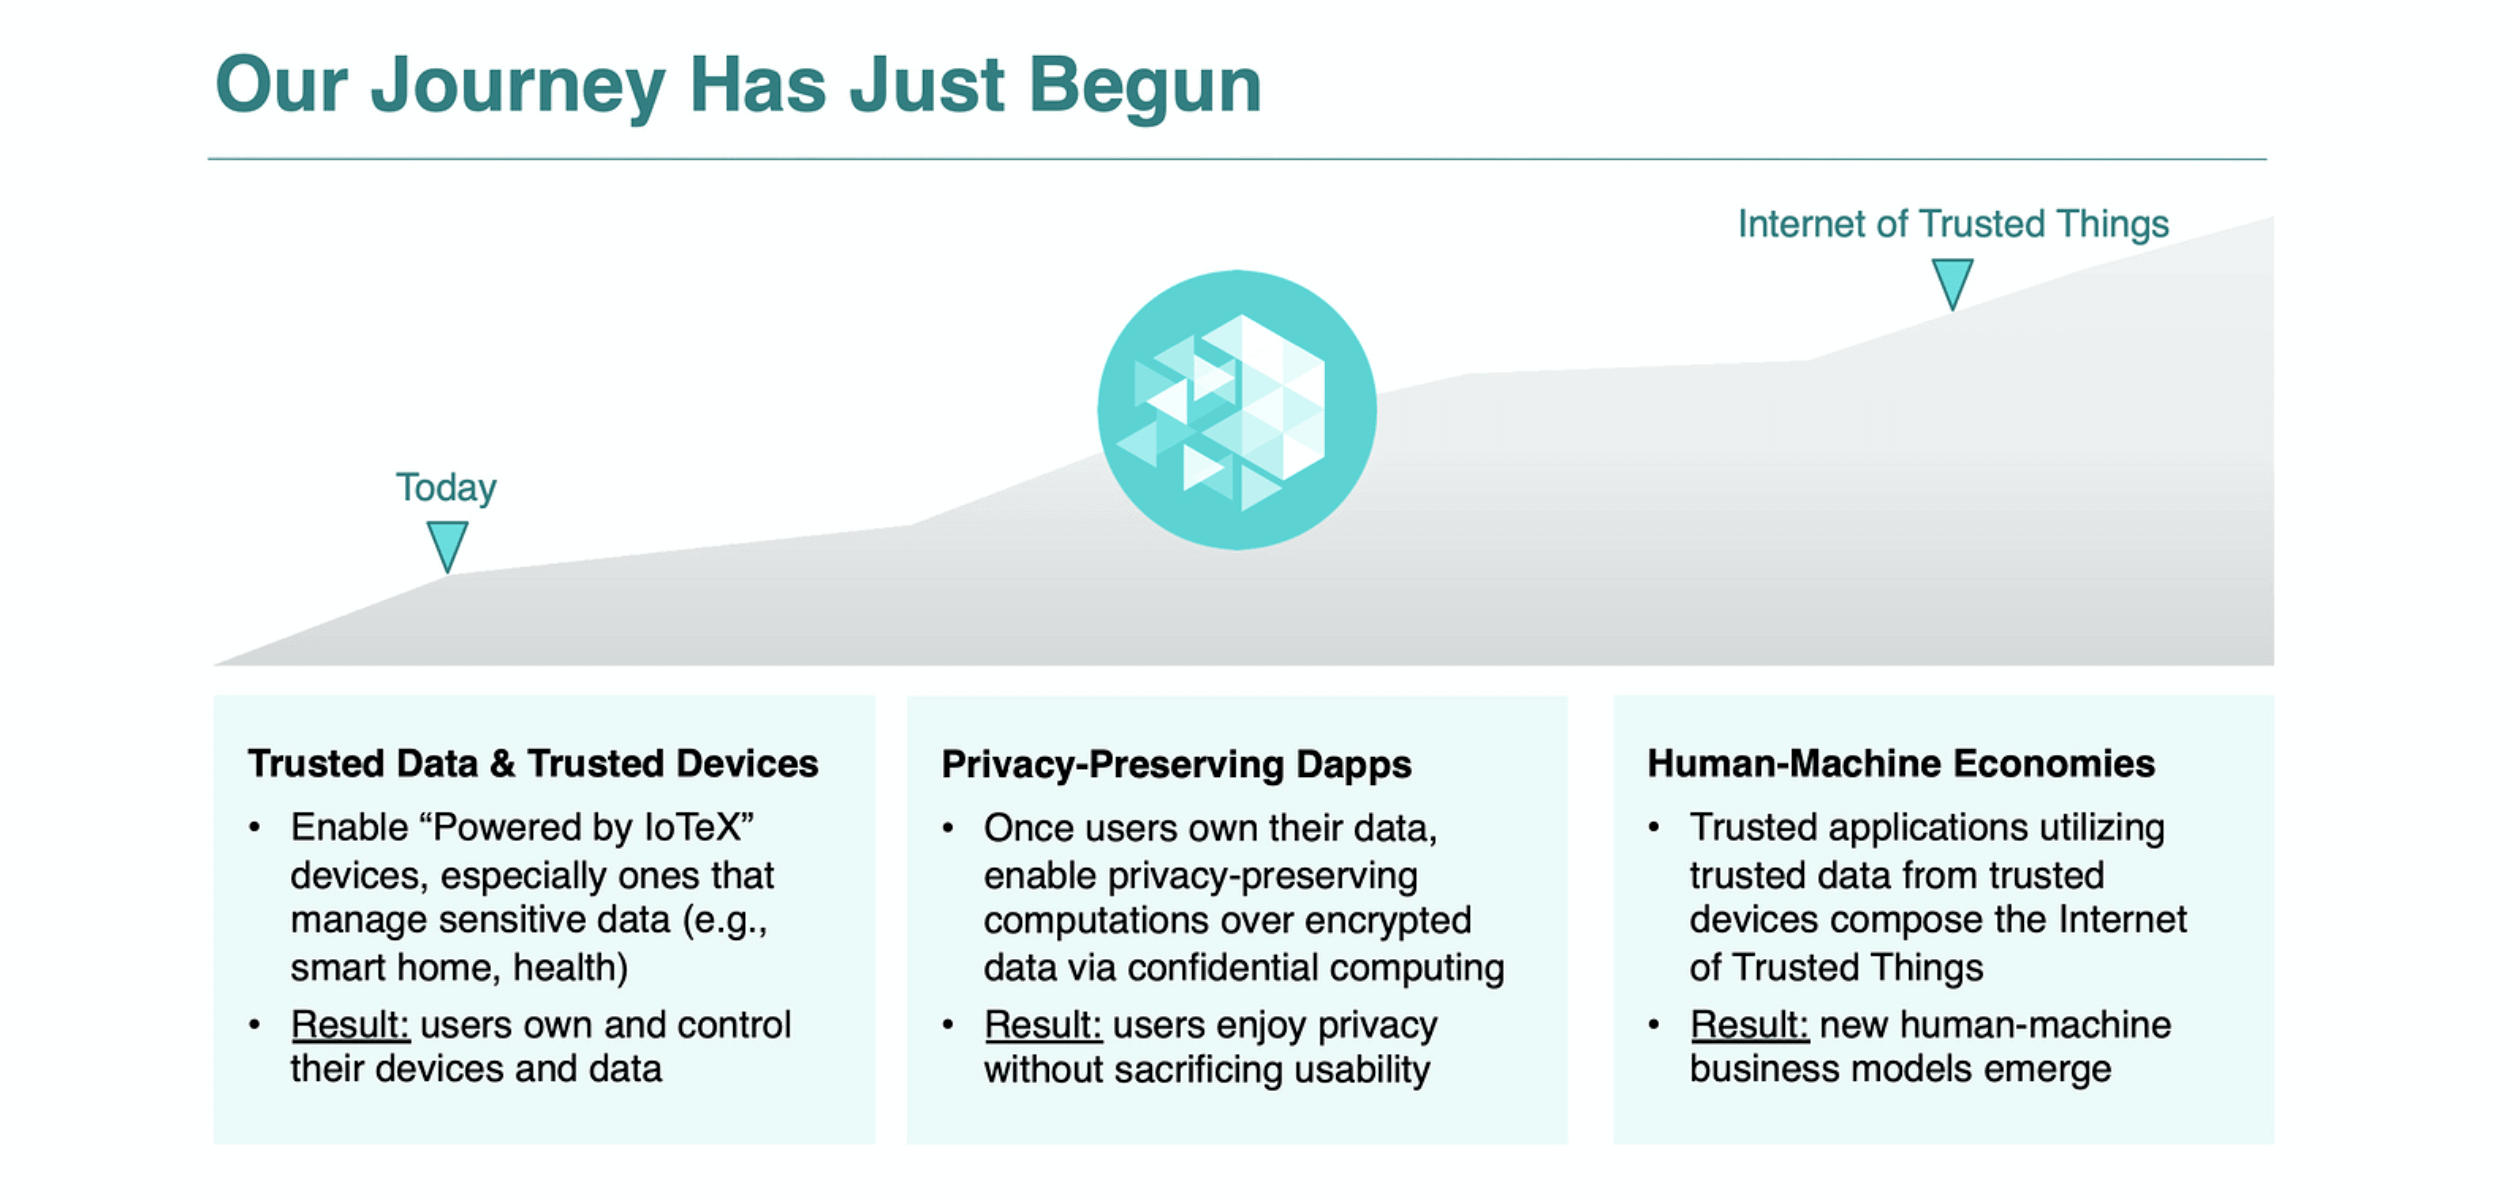 Our Journey Has Just Begun
Internet of Trusted Things
Today
Trusted Data & Trusted Devices
• Enable “Powered by IoTeX”
devices, especially ones that
manage sensitive data (e.g.,
smart home, health)
• Result: users own and control
their devices and data
Privacy-Preserving Dapps
• Once users own their data,
enable privacy-preserving
computations over encrypted
data via confidential computing
• Result: users enjoy privacy
without sacrificing usability
Human-Machine Economies
• Trusted applications utilizing
trusted data from trusted
devices compose the Internet
of Trusted Things
• Result: new human-machine
business models emerge